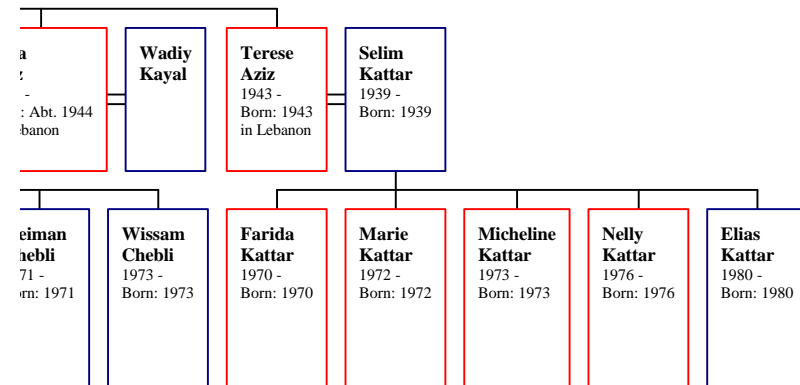 Wadiy
Kayal
Terese
Aziz
1943 -
Born: 1943
in Lebanon
Selim
Kattar
1939 -
Born: 1939
: Abt. 1944
Wissam
Chebli
1973 -
Born: 1973
Farida
Kattar
1970 -
Born: 1970
Marie
Kattar
1972 -
Born: 1972
Micheline
Kattar
1973 -
Born: 1973
Nelly
Kattar
1976 -
Born: 1976
Elias
Kattar
1980 -
Born: 1980